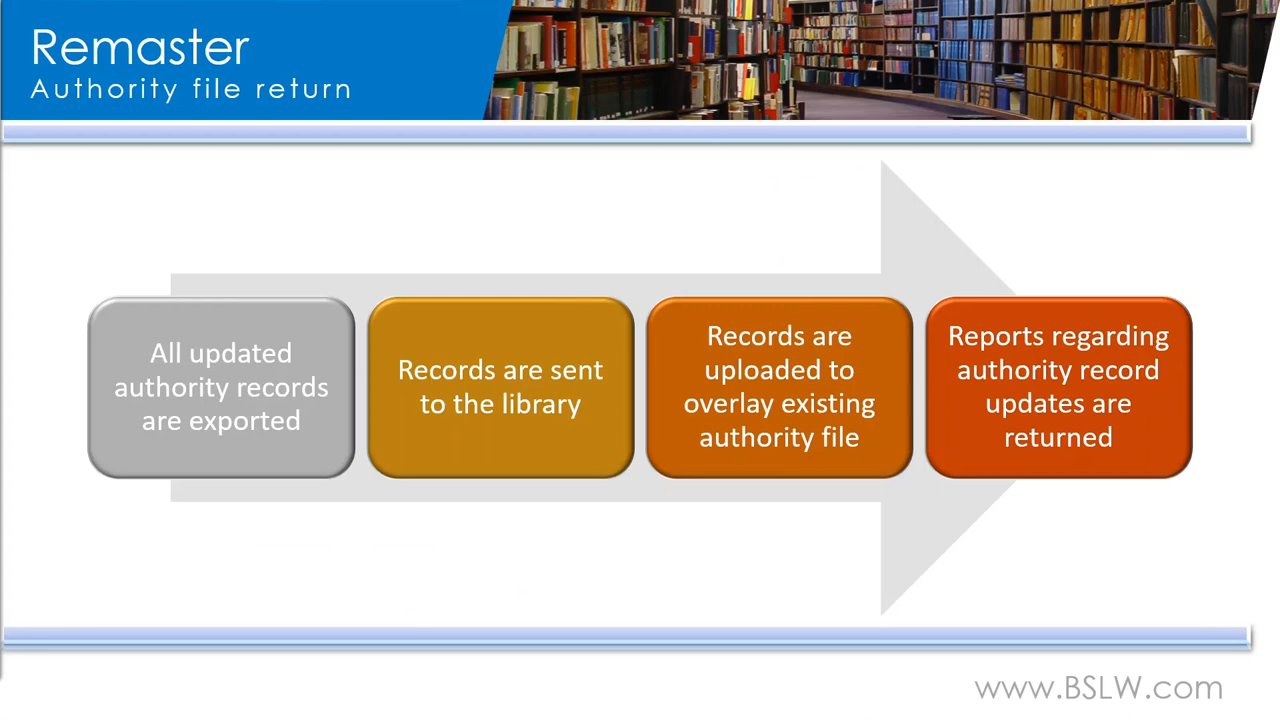 Remaster
Authority file return
All updated
authority records
are exported
Records are sent
to the library
Records are
uploaded to
overlay existing
authority file
Reports regarding
authority record
updates are
returned
www.BSLW.com